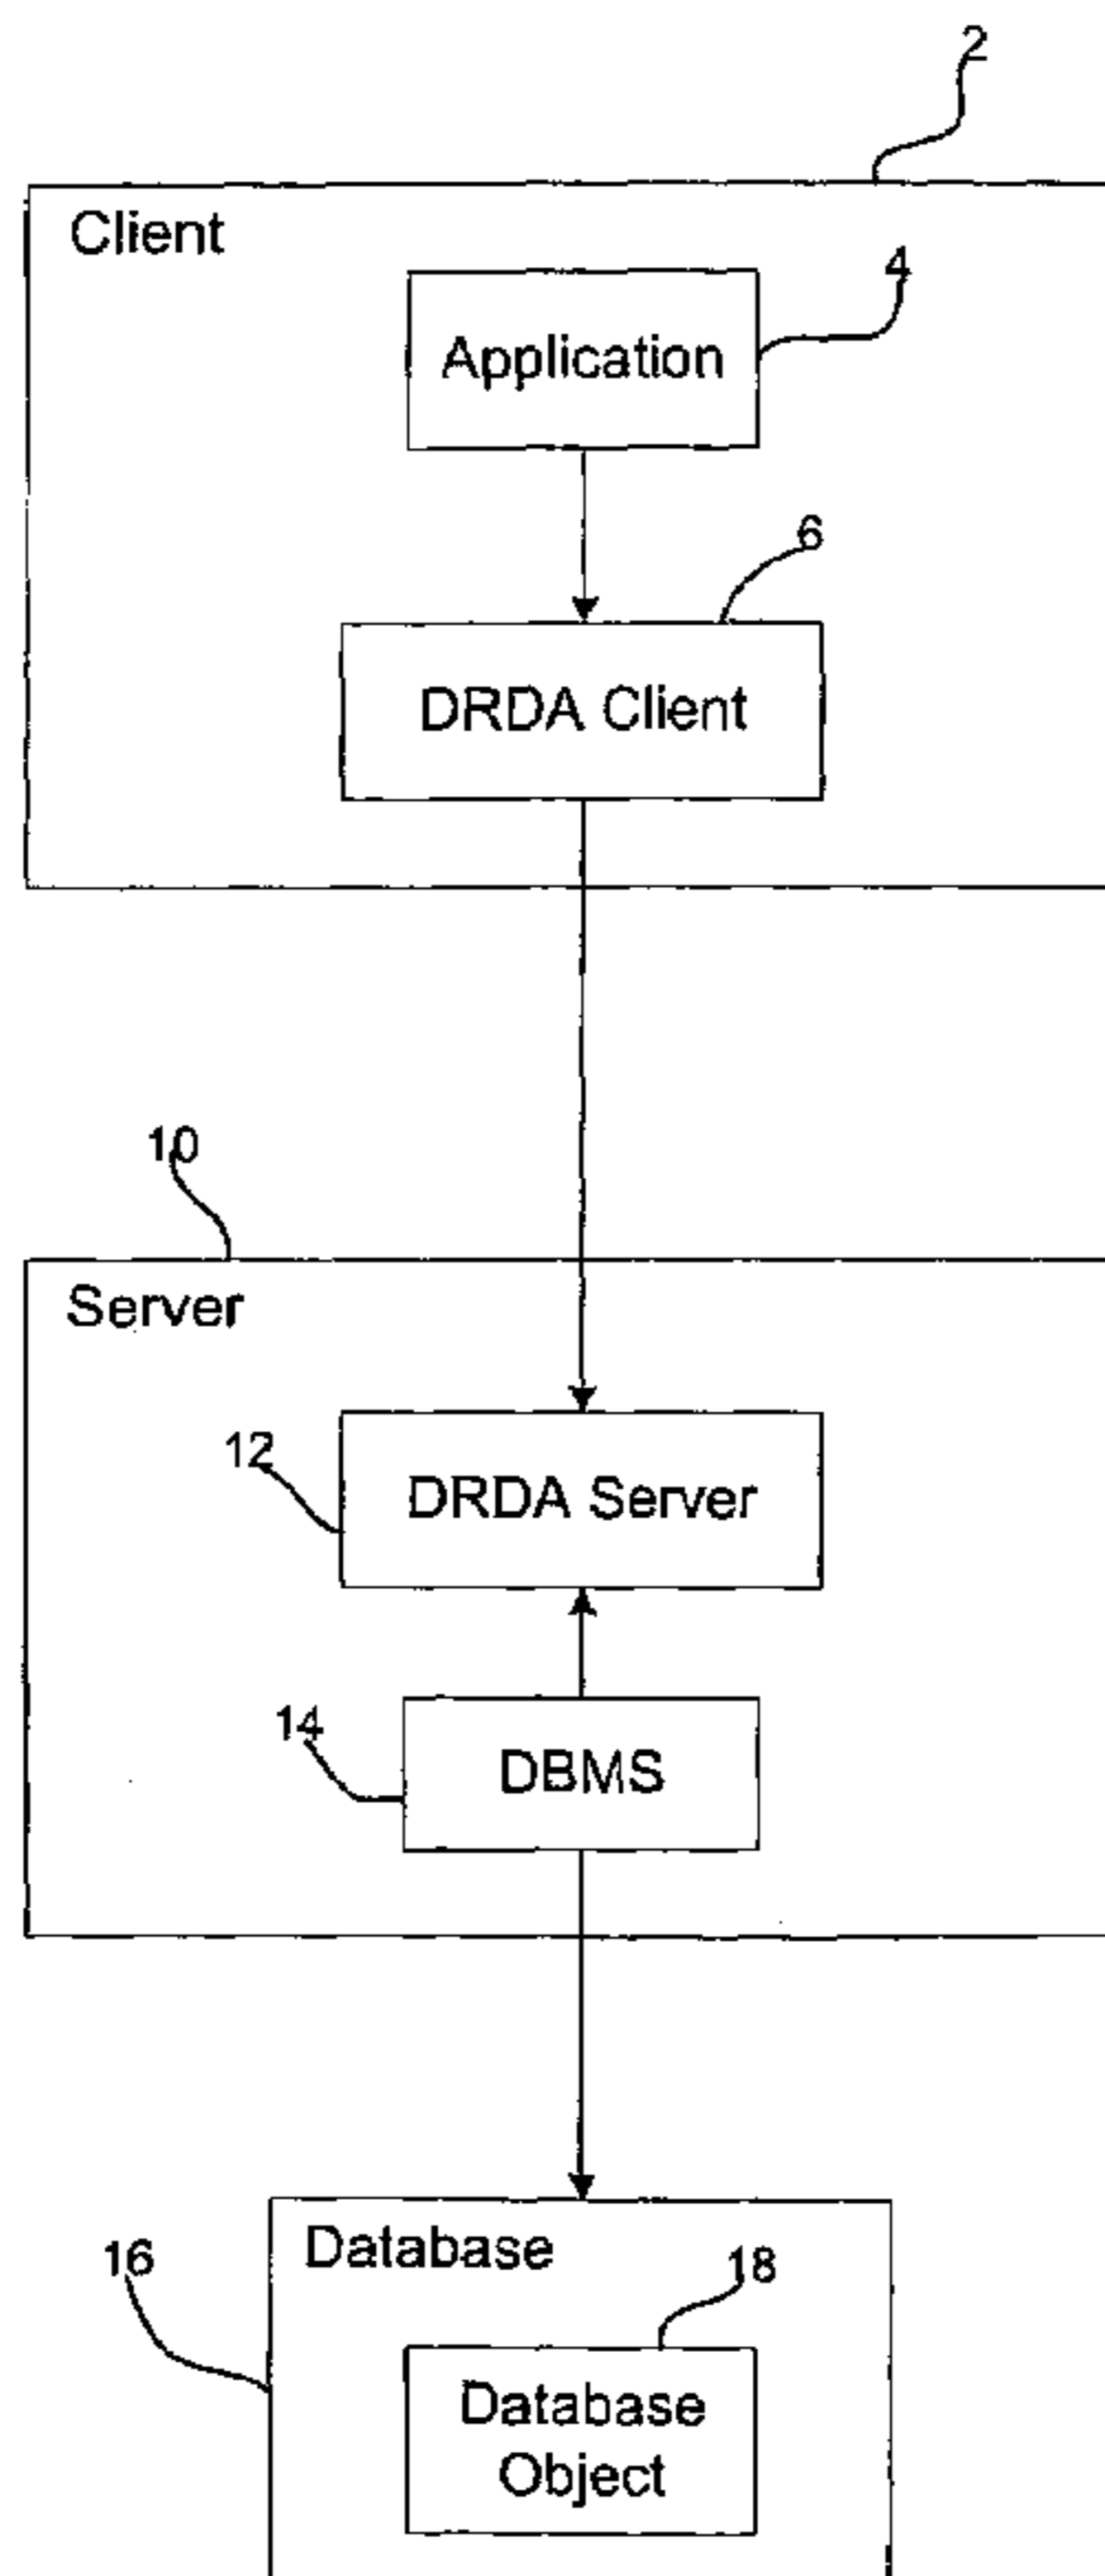 2
Client
4
Application
6
DRDA Client
10
Server
12
DRDA Server
14
DBMS
16
Database
18
Database
Object